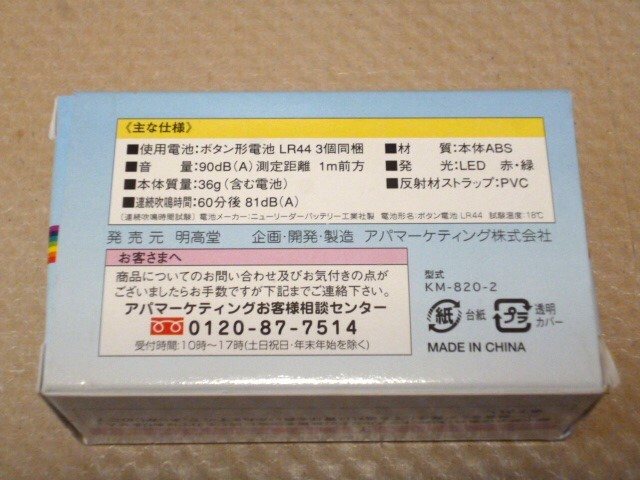 〈主な仕様〉
■使用電池:ボタン形電池 LR44 3個同梱 ■材 質:本体ABS
■音 量:90dB(A)測定距離 1m前方 ■発 光:LED 赤・緑
■本体質量:36g(含む電池) ■反射材ストラップ:PVC
■連続吹鳴時間:60分後 81dB(A)
〔連続吹鳴時間試験〕電池メーカー:ニューリーダーバッテリー工業社製 電池形名:ボタン電池 LR44 試験温度:18℃
発売元 明高堂 企画・開発・製造 アパマーケティング株式会社
お客さまへ
商品についてのお問い合わせ及びお気付きの点が
ございましたらお手数ですが下記までご連絡下さい。
アパマーケティングお客様相談センター
0120-87-7514
受付時間:10時〜17時(土日祝日・年末年始を除く)
型式
KM-820-2
紙 台紙 プラ 透明カバー
MADE IN CHINA